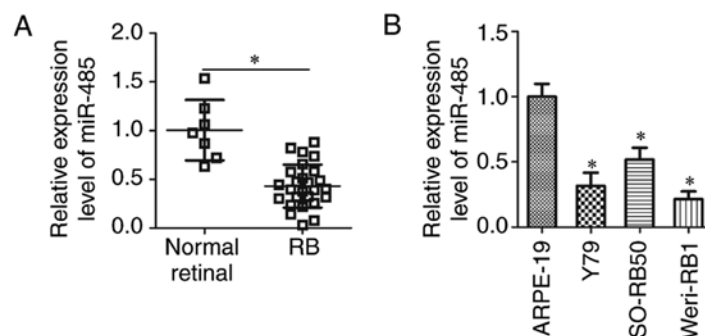 A
Relative expression
level of miR-485
2.0
1.5
1.0
0.5
0.0
*
Normal
retinal
RB
B
Relative expression
level of miR-485
1.5
1.0
0.5
0.0
*
*
*
ARPE-19
Y79
SO-RB50
Weri-RB1